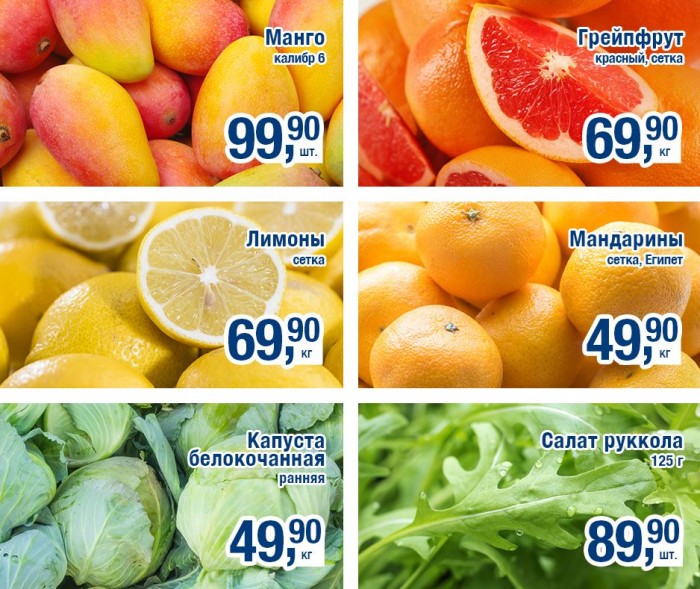 Манго
калибр 6
99,90
шт.
Грейпфрут
красный, сетка
69,90
кг
Лимоны
сетка
69,90
кг
Мандарины
сетка, Египет
49,90
кг
Капуста
белокочанная
ранняя
49,90
кг
Салат руккола
125 г
89,90
шт.